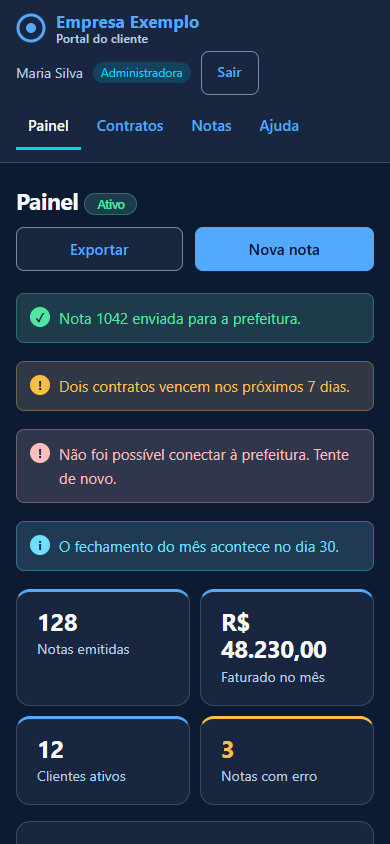 Empresa Exemplo
Portal do cliente
Maria Silva
Administradora
Sair
Painel
Contratos
Notas
Ajuda
Painel
Ativo
Exportar
Nova nota
Nota 1042 enviada para a prefeitura.
Dois contratos vencem nos próximos 7 dias.
Não foi possível conectar à prefeitura. Tente
de novo.
O fechamento do mês acontece no dia 30.
128
Notas emitidas
R$
48.230,00
Faturado no mês
12
Clientes ativos
3
Notas com erro